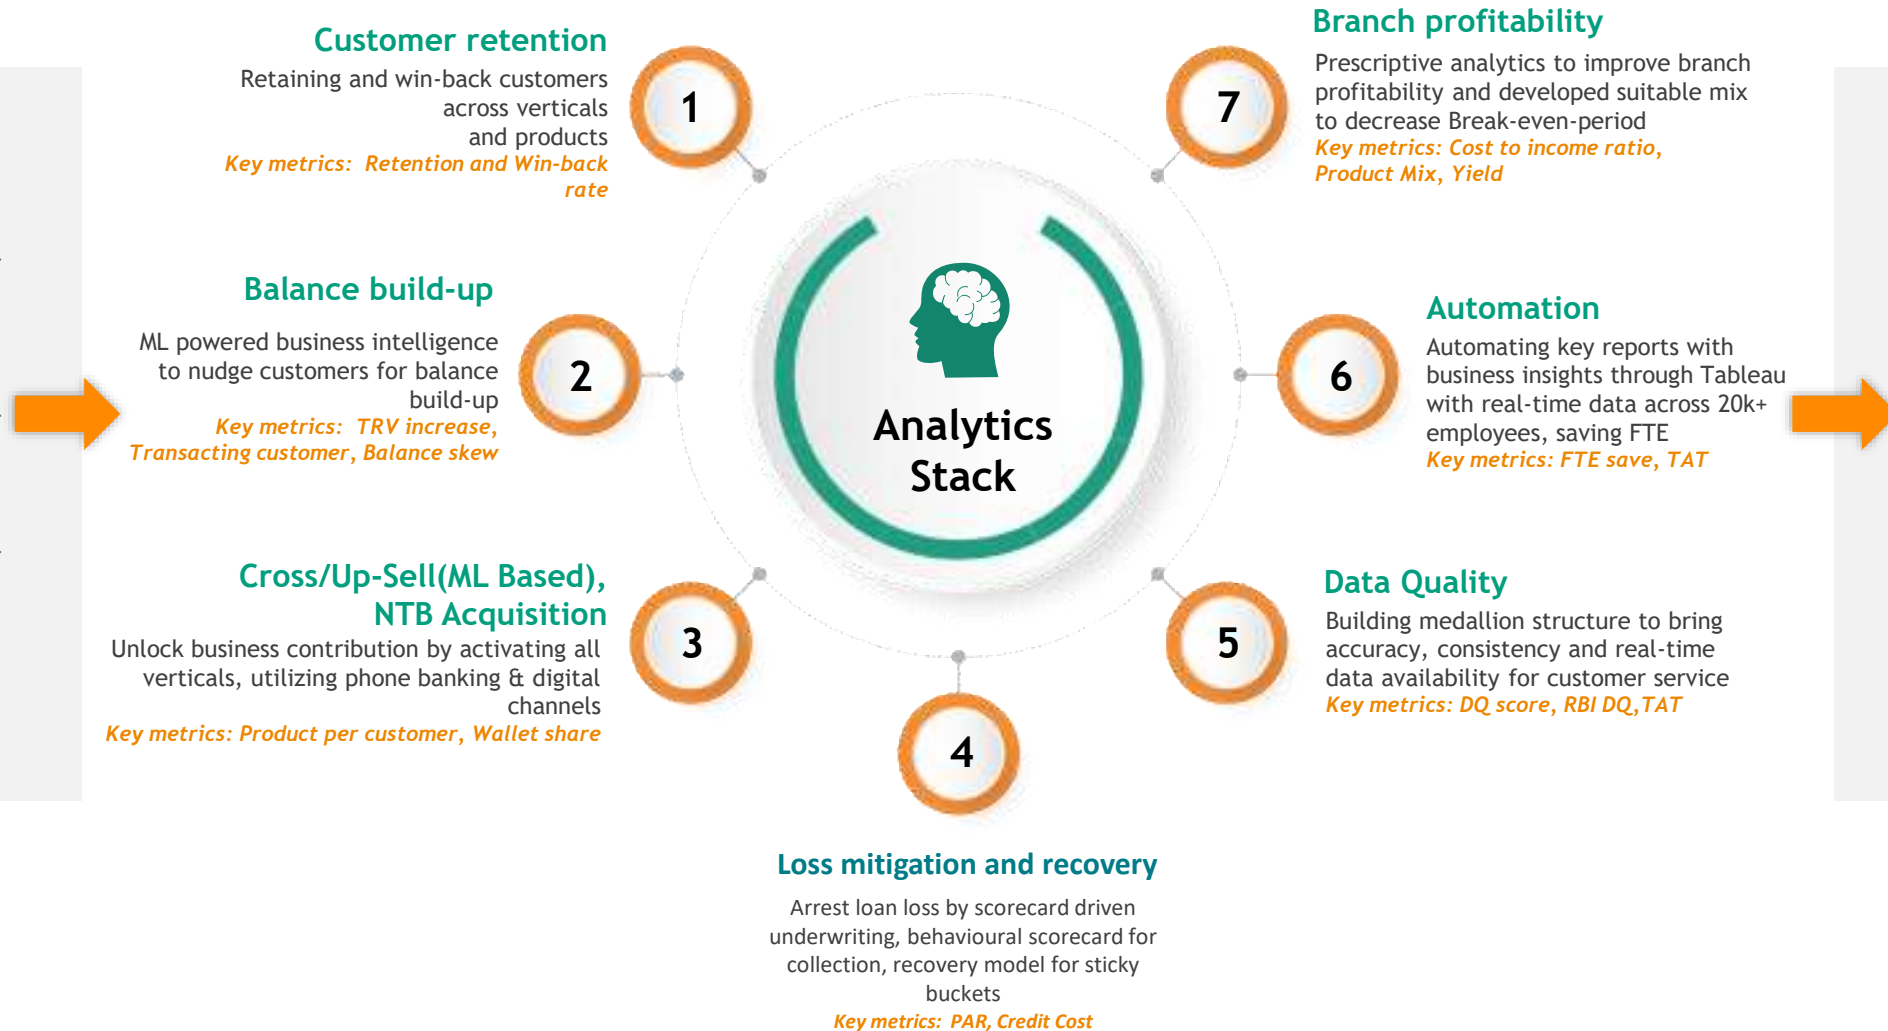 Customer retention
Retaining and win-back customers
across verticals
and products
Key metrics: Retention and Win-back
rate
1
Balance build-up
ML powered business intelligence
to nudge customers for balance
build-up
Key metrics: TRV increase,
Transacting customer, Balance skew
2
Cross/Up-Sell(ML Based),
NTB Acquisition
Unlock business contribution by activating all
verticals, utilizing phone banking & digital
channels
Key metrics: Product per customer, Wallet share
3
Analytics
Stack
4
Loss mitigation and recovery
Arrest loan loss by scorecard driven
underwriting, behavioural scorecard for
collection, recovery model for sticky
buckets
Key metrics: PAR, Credit Cost
5
Data Quality
Building medallion structure to bring
accuracy, consistency and real-time
data availability for customer service
Key metrics: DQ score, RBI DQ,TAT
6
Automation
Automating key reports with
business insights through Tableau
with real-time data across 20k+
employees, saving FTE
Key metrics: FTE save, TAT
7
Branch profitability
Prescriptive analytics to improve branch
profitability and developed suitable mix
to decrease Break-even-period
Key metrics: Cost to income ratio,
Product Mix, Yield